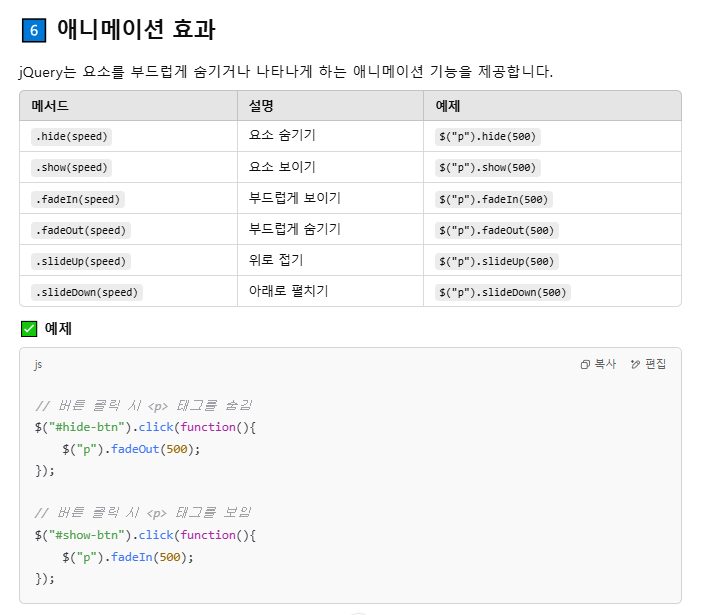 6 애니메이션 효과
jQuery는 요소를 부드럽게 숨기거나 나타나게 하는 애니메이션 기능을 제공합니다.
메서드 설명 예제
.hide(speed) 요소 숨기기 $("p").hide(500)
.show(speed) 요소 보이기 $("p").show(500)
.fadeIn(speed) 부드럽게 보이기 $("p").fadeIn(500)
.fadeOut(speed) 부드럽게 숨기기 $("p").fadeOut(500)
.slideUp(speed) 위로 접기 $("p").slideUp(500)
.slideDown(speed) 아래로 펼치기 $("p").slideDown(500)
✅ 예제
js 복사 편집
// 버튼 클릭 시 <p> 태그를 숨김
$("#hide-btn").click(function(){
    $("p").fadeOut(500);
});
// 버튼 클릭 시 <p> 태그를 보임
$("#show-btn").click(function(){
    $("p").fadeIn(500);
});